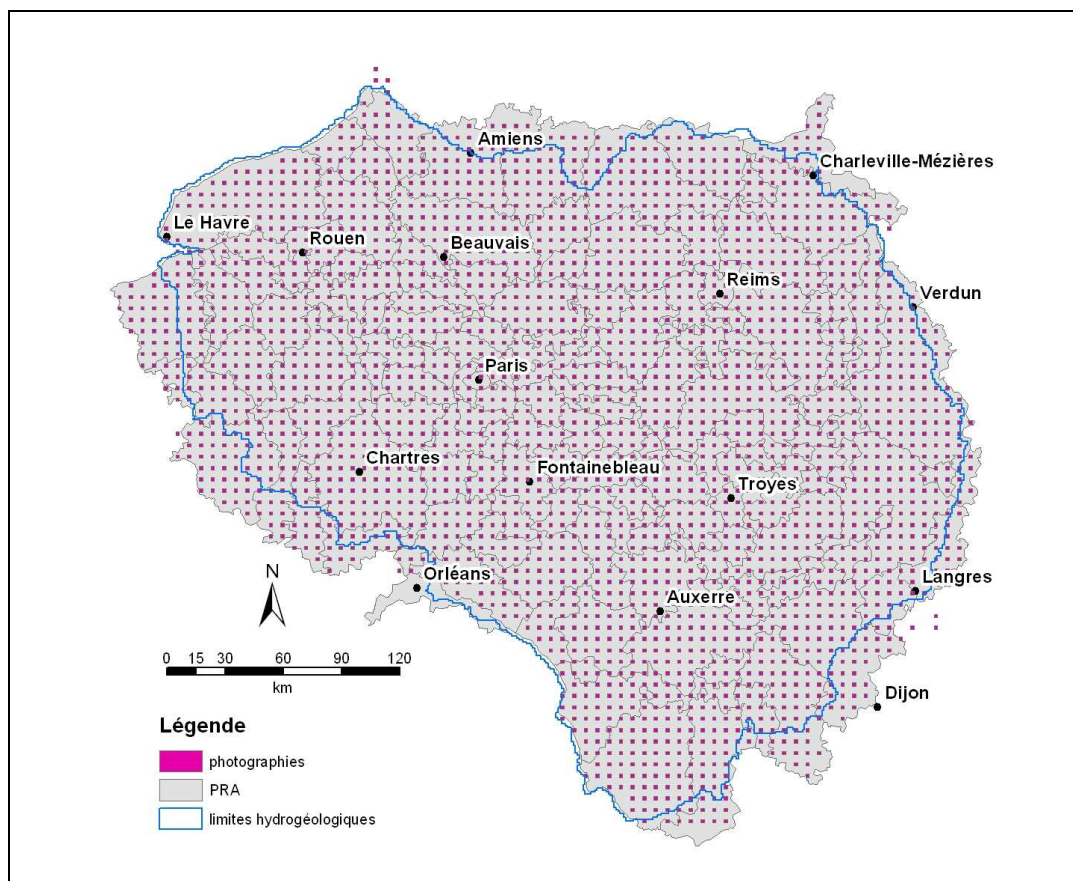 Amiens
Charleville-Mézières
Le Havre
Rouen
Beauvais
Reims
Verdun
Paris
Chartres
Fontainebleau
Troyes
N
Orléans
Auxerre
Langres
0 15 30 60 90 120
km
Dijon
Légende
photographies
PRA
limites hydrogéologiques